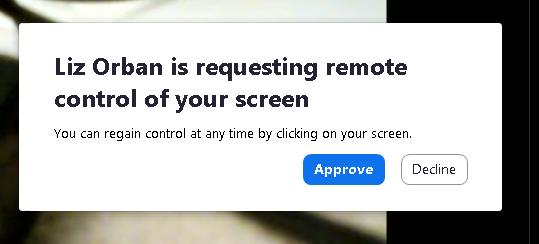 Liz Orban is requesting remote
control of your screen
You can regain control at any time by clicking on your screen.
Approve
Decline